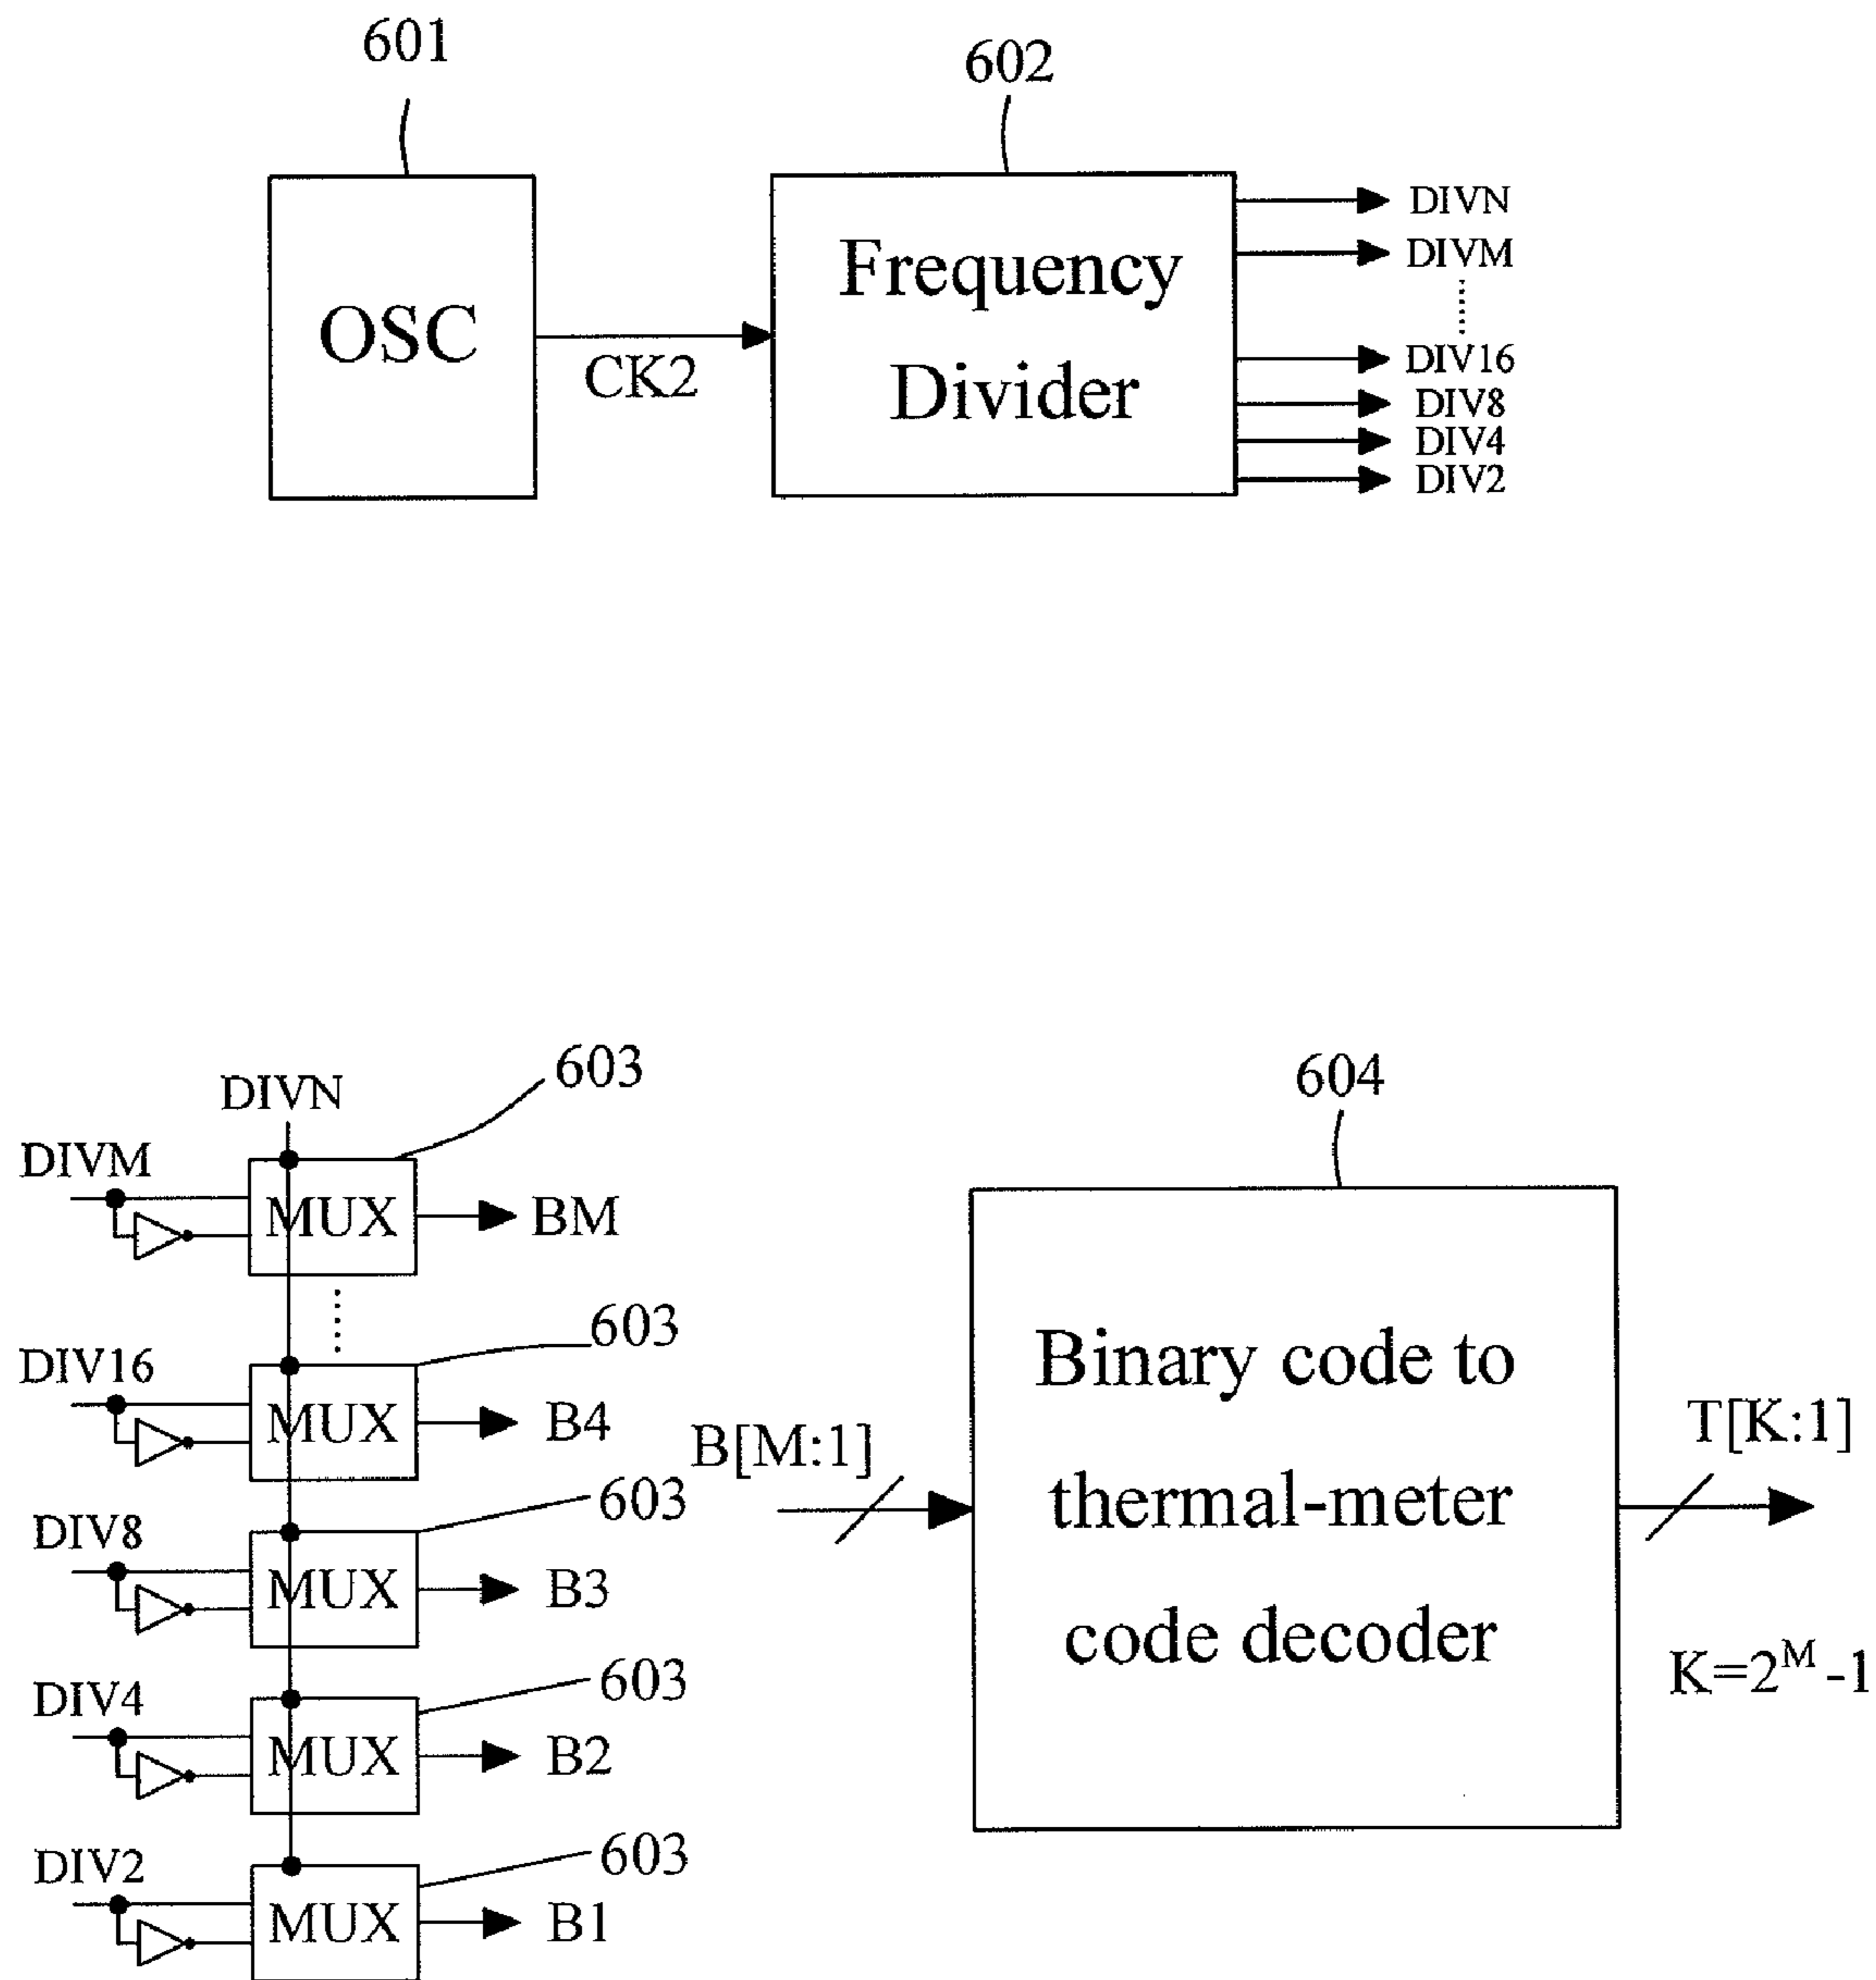 601
602
OSC
CK2
Frequency
Divider
DIVN
DIVM
DIV16
DIV8
DIV4
DIV2
DIVN
603
DIVM
MUX
BM
603
DIV16
MUX
B4
603
DIV8
MUX
B3
603
DIV4
MUX
B2
603
DIV2
MUX
B1
604
B[M:1]
Binary code to
thermal-meter
code decoder
T[K:1]
K=2^M -1